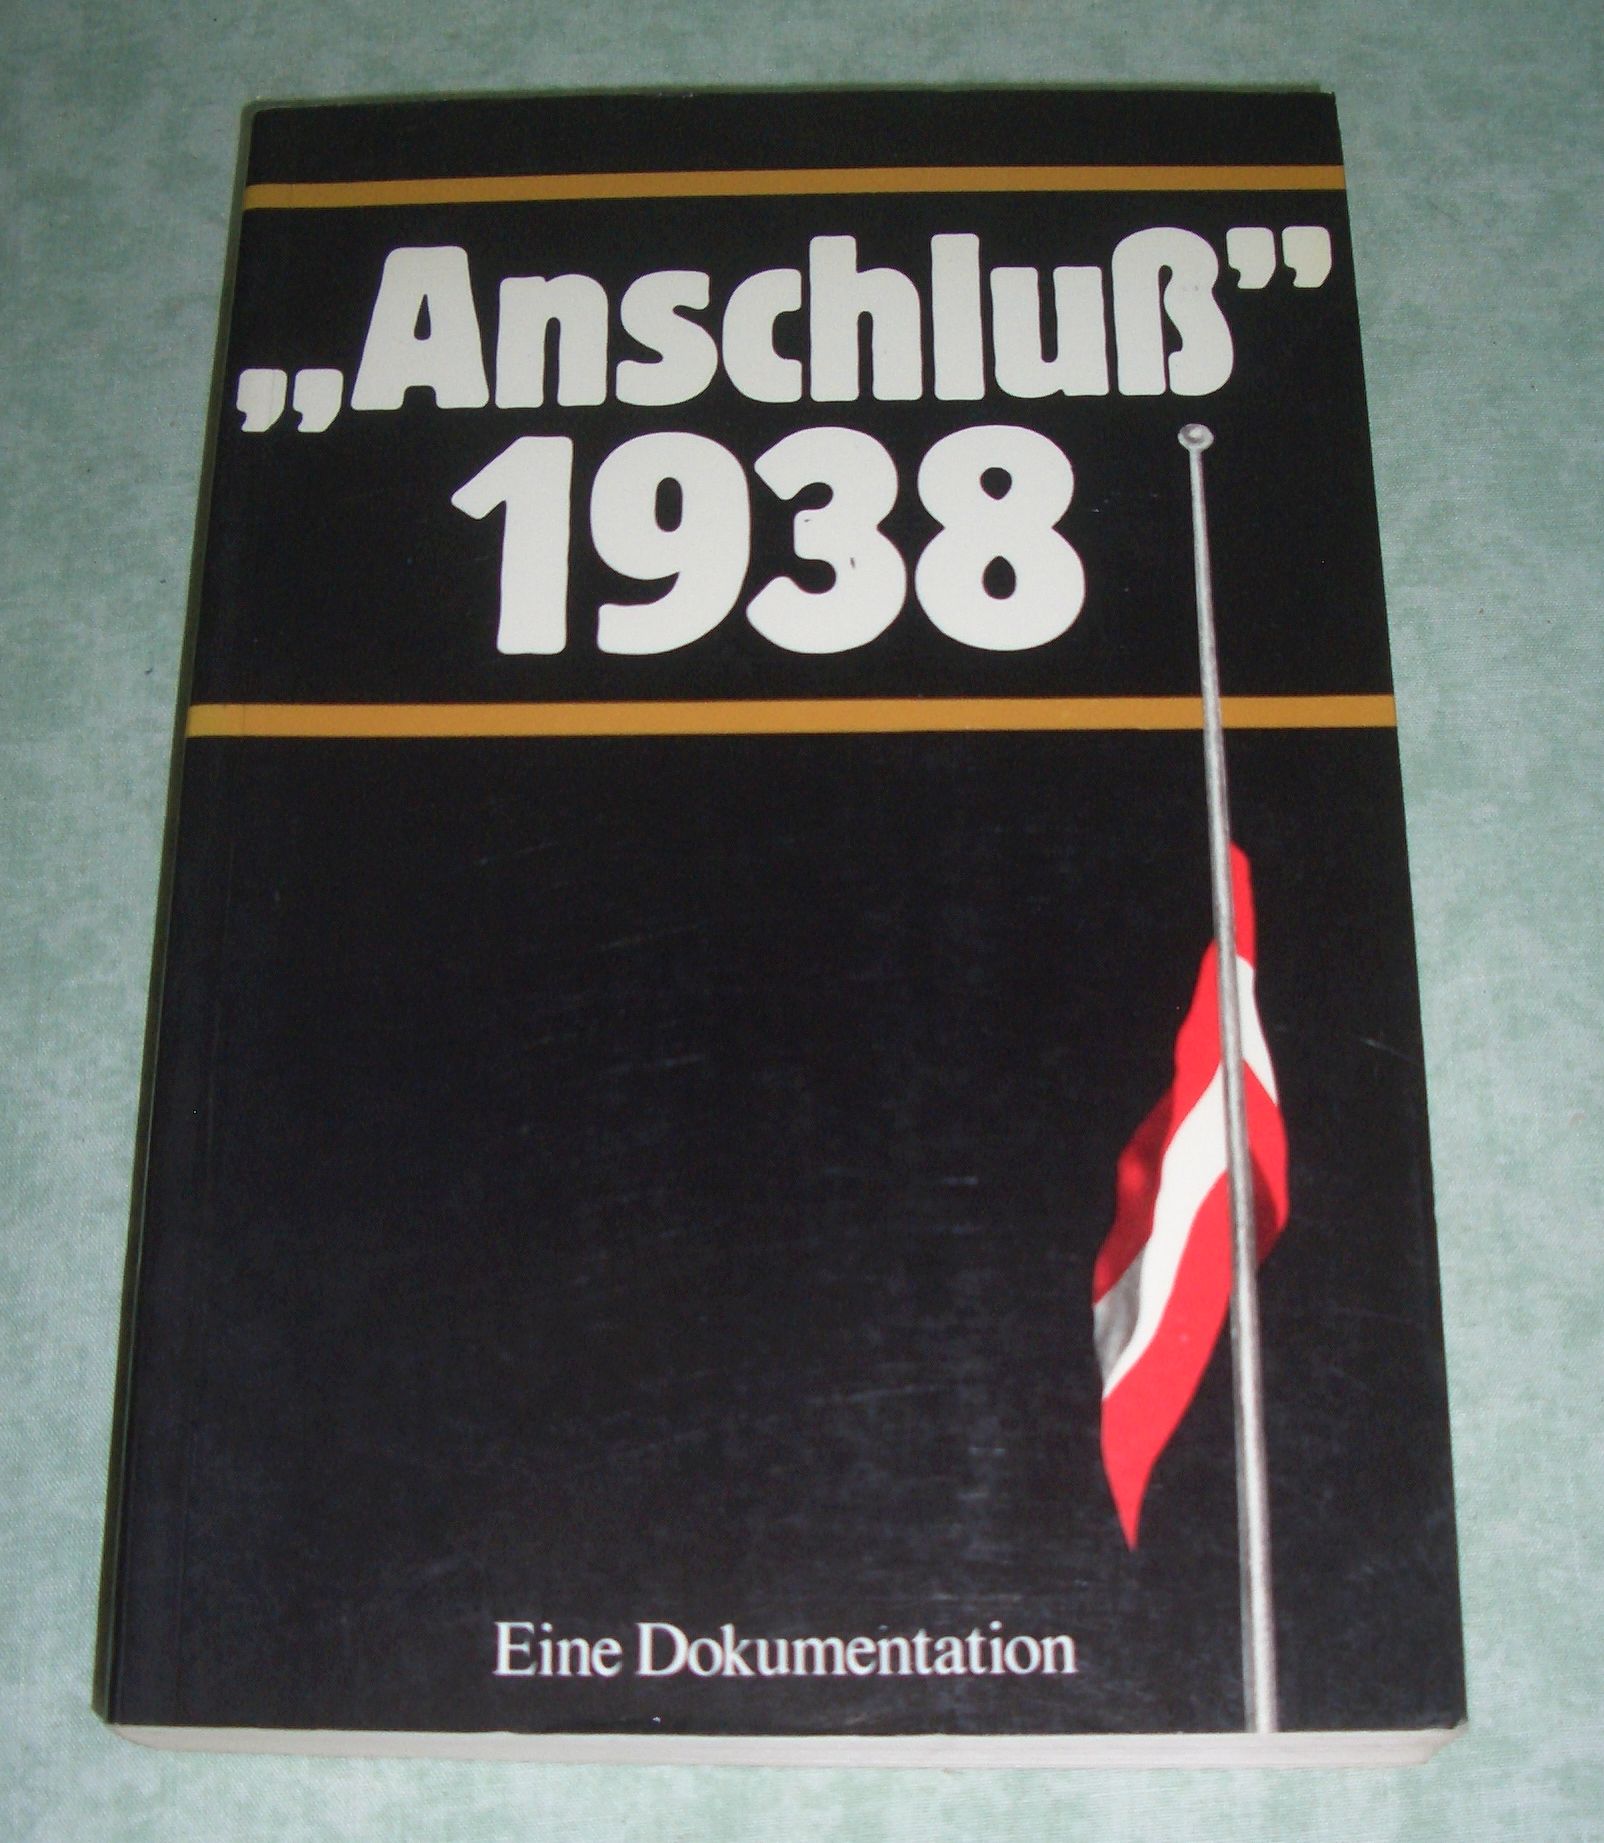 „Anschluß”
1938
Eine Dokumentation